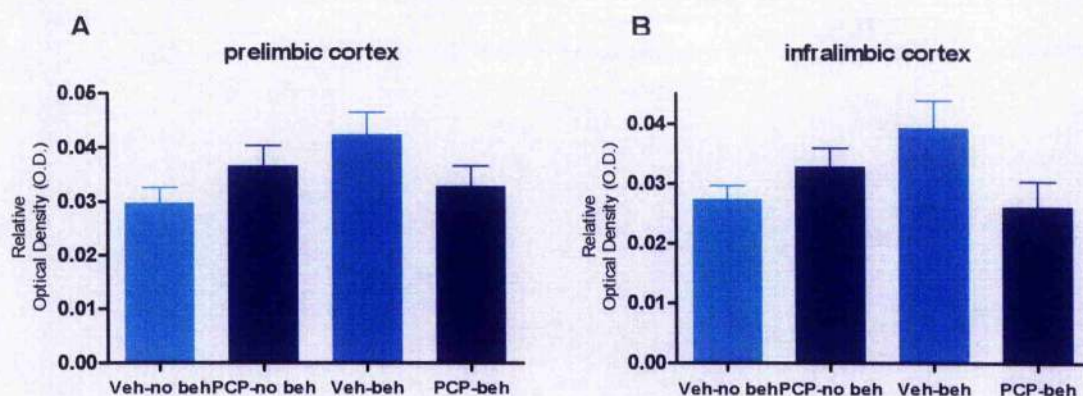 A
prelimbic cortex
0.05
0.04
0.03
0.02
0.01
0.00
Relative
Optical Density (O.D.)
Veh-no beh PCP-no beh Veh-beh PCP-beh
B
infralimbic cortex
0.04
0.03
0.02
0.01
0.00
Relative
Optical Density (O.D.)
Veh-no beh PCP-no beh Veh-beh PCP-beh